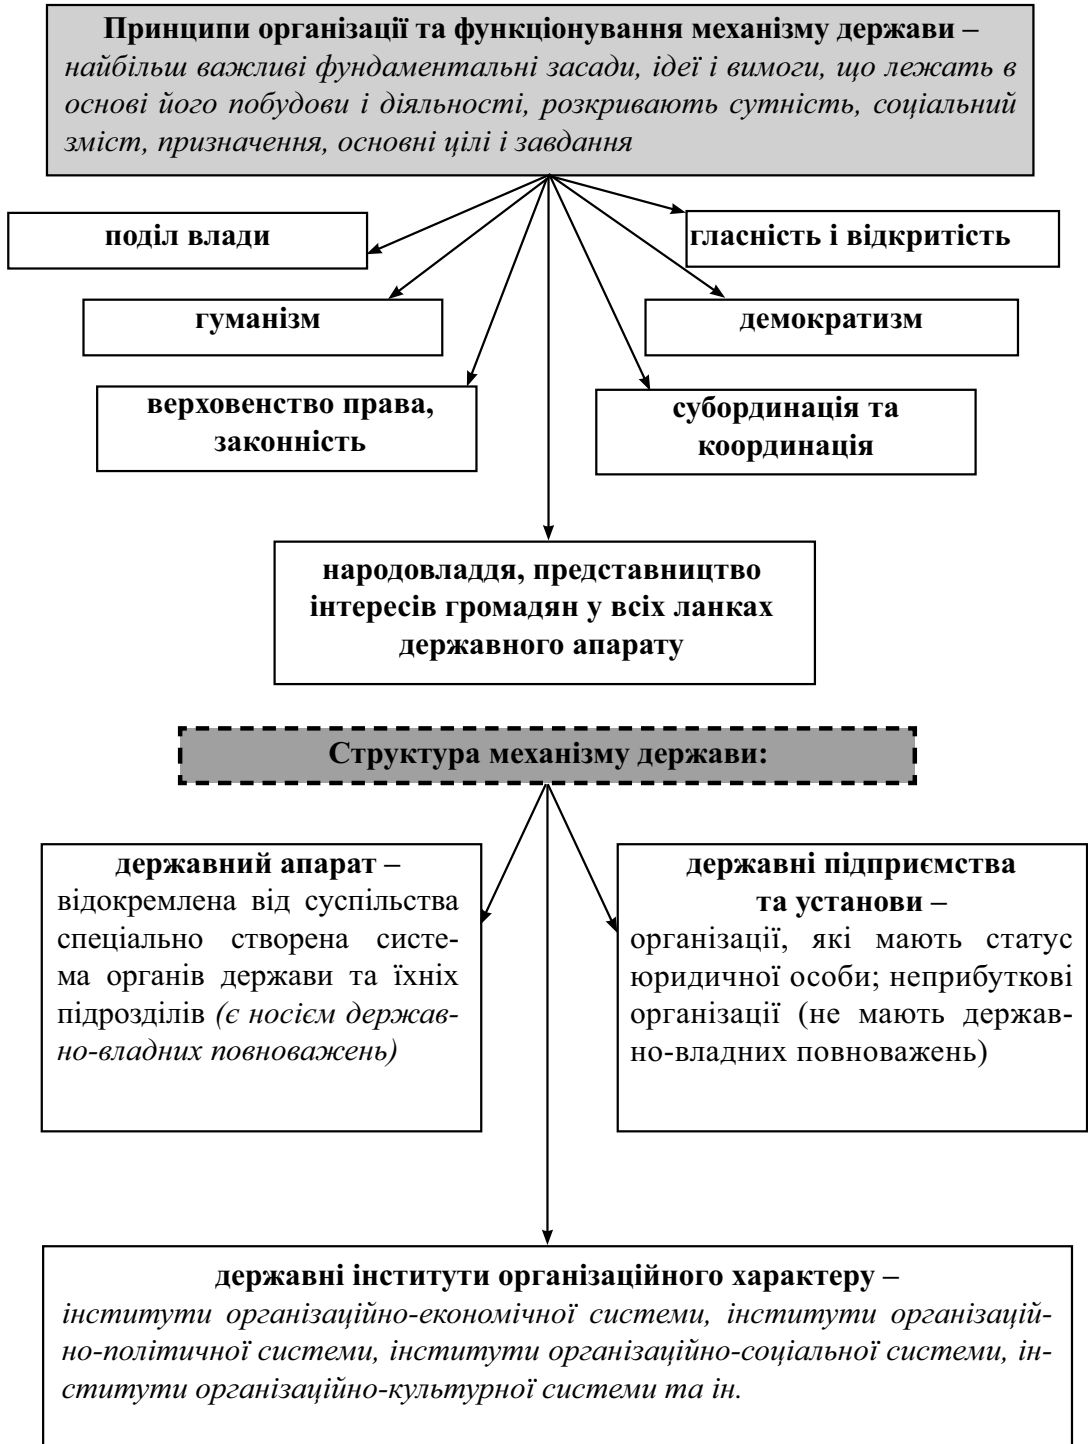 Принципи організації та функціонування механізму держави –
найбільш важливі фундаментальні засади, ідеї і вимоги, що лежать в
основі його побудови і діяльності, розкривають сутність, соціальний
зміст, призначення, основні цілі і завдання
поділ влади
гласність і відкритість
гуманізм
демократизм
верховенство права,
законність
субординація та
координація
народовладдя, представництво
інтересів громадян у всіх ланках
державного апарату
Структура механізму держави:
державний апарат –
відокремлена від суспільства
спеціально створена систе-
ма органів держави та їхніх
підрозділів (є носієм держав-
но-владних повноважень)
державні підприємства
та установи –
організації, які мають статус
юридичної особи; неприбуткові
організації (не мають держав-
но-владних повноважень)
державні інститути організаційного характеру –
інститути організаційно-економічної системи, інститути організацій-
но-політичної системи, інститути організаційно-соціальної системи, ін-
ститути організаційно-культурної системи та ін.